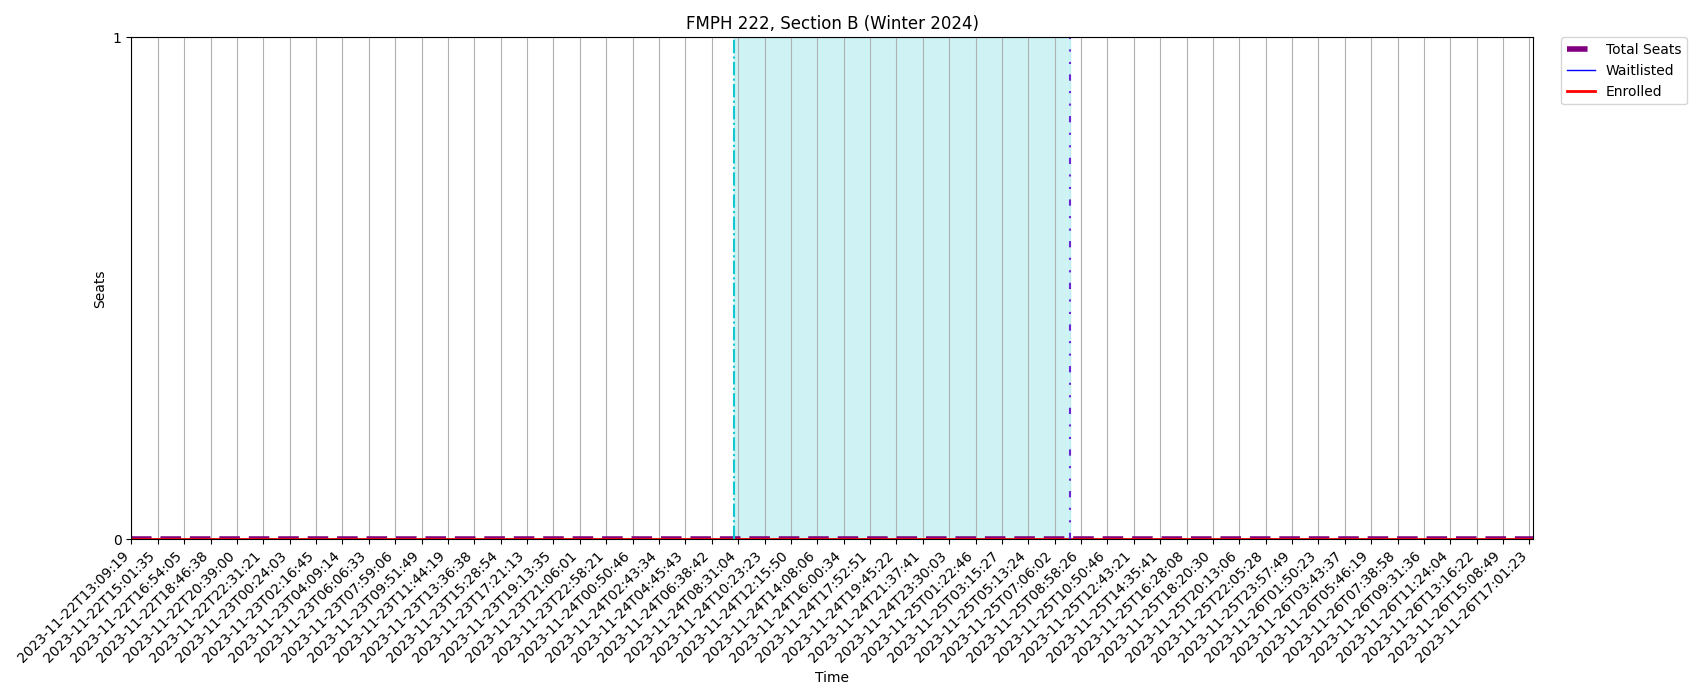 FMPH 222, Section B (Winter 2024)
Total Seats
Waitlisted
Enrolled
1
Seats
0
2023-11-22T13:09:19
2023-11-22T15:01:35
2023-11-22T16:54:05
2023-11-22T18:46:38
2023-11-22T20:39:00
2023-11-22T22:31:21
2023-11-23T00:24:03
2023-11-23T02:16:45
2023-11-23T04:09:14
2023-11-23T06:06:33
2023-11-23T07:59:06
2023-11-23T09:51:49
2023-11-23T11:44:19
2023-11-23T13:36:38
2023-11-23T15:28:54
2023-11-23T17:21:13
2023-11-23T19:13:35
2023-11-23T21:06:01
2023-11-23T22:58:21
2023-11-24T00:50:46
2023-11-24T02:43:34
2023-11-24T04:45:43
2023-11-24T06:38:42
2023-11-24T08:31:04
2023-11-24T10:23:23
2023-11-24T12:15:50
2023-11-24T14:08:06
2023-11-24T16:00:34
2023-11-24T17:52:51
2023-11-24T19:45:22
2023-11-24T21:37:41
2023-11-24T23:30:03
2023-11-25T01:22:46
2023-11-25T03:15:27
2023-11-25T05:13:24
2023-11-25T07:06:02
2023-11-25T08:58:26
2023-11-25T10:50:46
2023-11-25T12:43:21
2023-11-25T14:35:41
2023-11-25T16:28:08
2023-11-25T18:20:30
2023-11-25T20:13:06
2023-11-25T22:05:28
2023-11-25T23:57:49
2023-11-26T01:50:23
2023-11-26T03:43:37
2023-11-26T05:46:19
2023-11-26T07:38:58
2023-11-26T09:31:36
2023-11-26T11:24:04
2023-11-26T13:16:22
2023-11-26T15:08:49
2023-11-26T17:01:23
Time